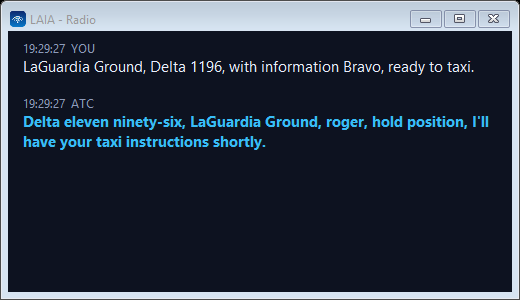 LAIA - Radio
19:29:27 YOU
LaGuardia Ground, Delta 1196, with information Bravo, ready to taxi.
19:29:27 ATC
Delta eleven ninety-six, LaGuardia Ground, roger, hold position, I'll
have your taxi instructions shortly.